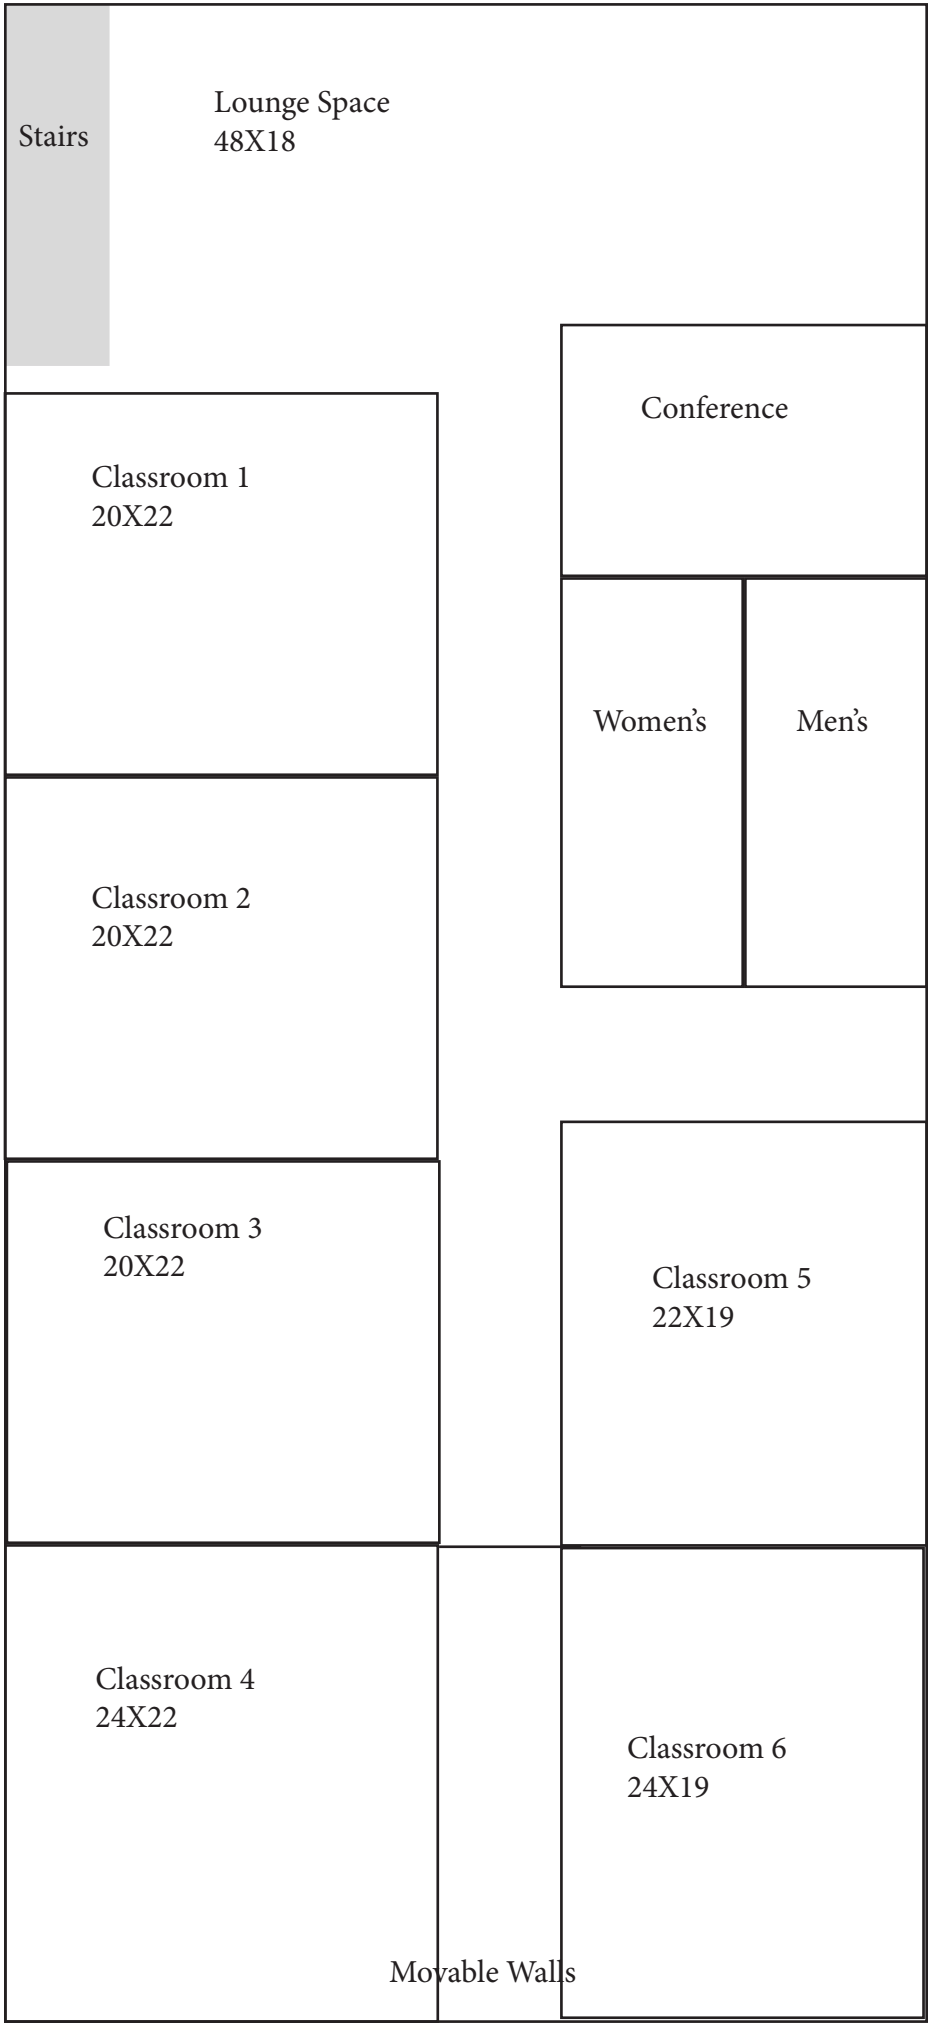 Stairs
Lounge Space
48X18
Conference
Classroom 1
20X22
Women’s
Men’s
Classroom 2
20X22
Classroom 3
20X22
Classroom 5
22X19
Classroom 4
24X22
Classroom 6
24X19
Movable Walls